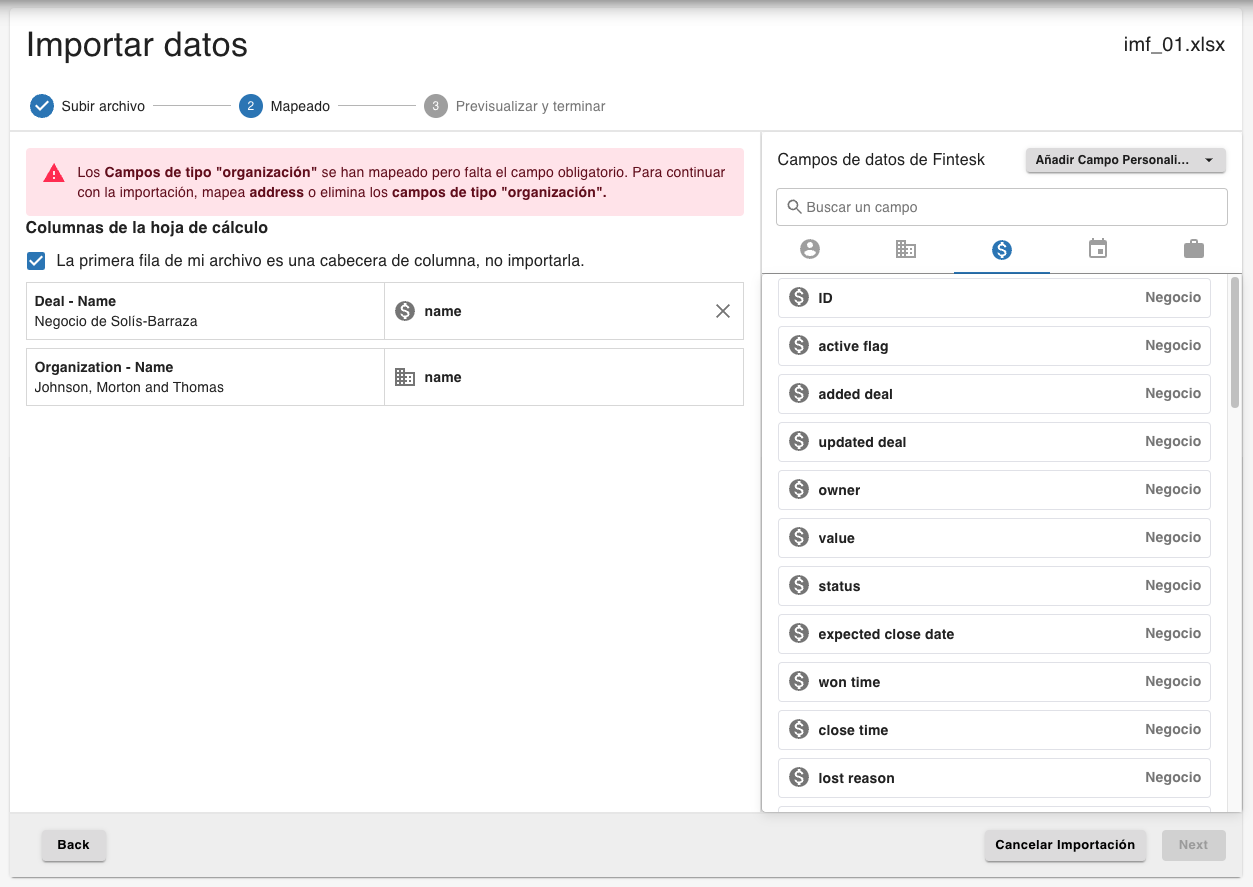 Importar datos
imf_01.xlsx
Subir archivo
2
Mapeado
3
Previsualizar y terminar
Los Campos de tipo "organización" se han mapeado pero falta el campo obligatorio. Para continuar
con la importación, mapea address o elimina los campos de tipo "organización".
Columnas de la hoja de cálculo
La primera fila de mi archivo es una cabecera de columna, no importarla.
Deal - Name
Negocio de Solís-Barraza
name
Organization - Name
Johnson, Morton and Thomas
name
Campos de datos de Fintesk
Añadir Campo Personali...
Buscar un campo
ID Negocio
active flag Negocio
added deal Negocio
updated deal Negocio
owner Negocio
value Negocio
status Negocio
expected close date Negocio
won time Negocio
close time Negocio
lost reason Negocio
Back
Cancelar Importación
Next